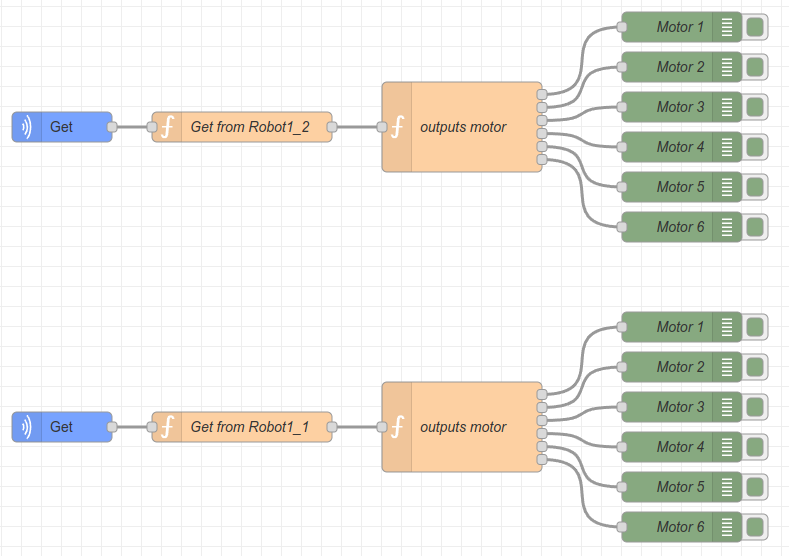 Get
Get from Robot1_2
outputs motor
Motor 1
Motor 2
Motor 3
Motor 4
Motor 5
Motor 6
Get
Get from Robot1_1
outputs motor
Motor 1
Motor 2
Motor 3
Motor 4
Motor 5
Motor 6